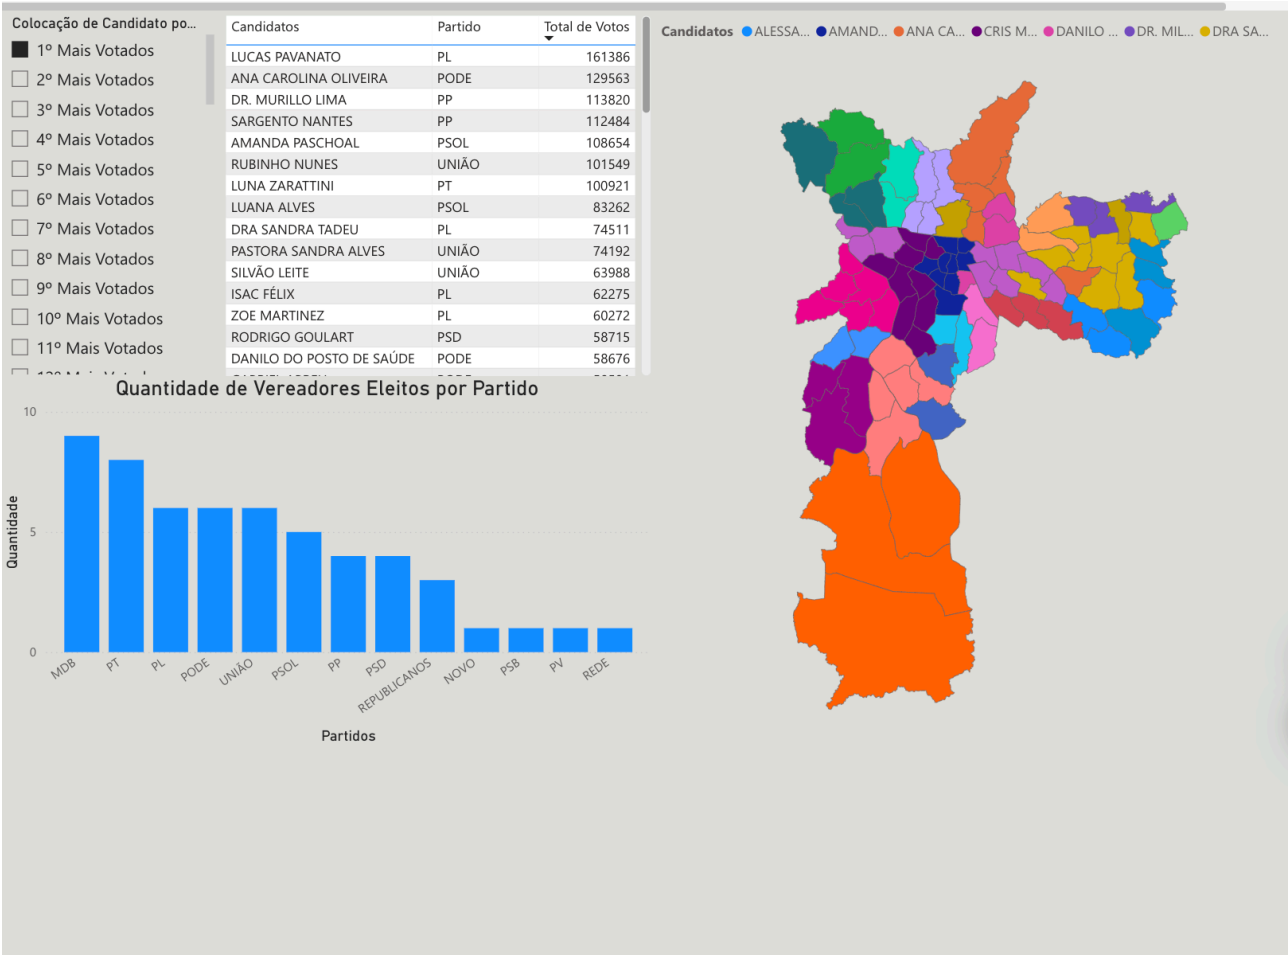 Colocação de Candidato po...
1º Mais Votados
2º Mais Votados
3º Mais Votados
4º Mais Votados
5º Mais Votados
6º Mais Votados
7º Mais Votados
8º Mais Votados
9º Mais Votados
10º Mais Votados
11º Mais Votados
Candidatos Partido Total de Votos
LUCAS PAVANATO PL 161386
ANA CAROLINA OLIVEIRA PODE 129563
DR. MURILLO LIMA PP 113820
SARGENTO NANTES PP 112484
AMANDA PASCHOAL PSOL 108654
RUBINHO NUNES UNIÃO 101549
LUNA ZARATTINI PT 100921
LUANA ALVES PSOL 83262
DRA SANDRA TADEU PL 74511
PASTORA SANDRA ALVES UNIÃO 74192
SILVÃO LEITE UNIÃO 63988
ISAC FÉLIX PL 62275
ZOE MARTINEZ PL 60272
RODRIGO GOULART PSD 58715
DANILO DO POSTO DE SAÚDE PODE 58676
Candidatos ALESSA... AMAND... ANA CA... CRIS M... DANILO ... DR. MIL... DRA SA...
Quantidade de Vereadores Eleitos por Partido
Quantidade
10
5
0
MDB PT PL PODE UNIÃO PSOL PP PSD REPUBLICANOS NOVO PSB PV REDE
Partidos